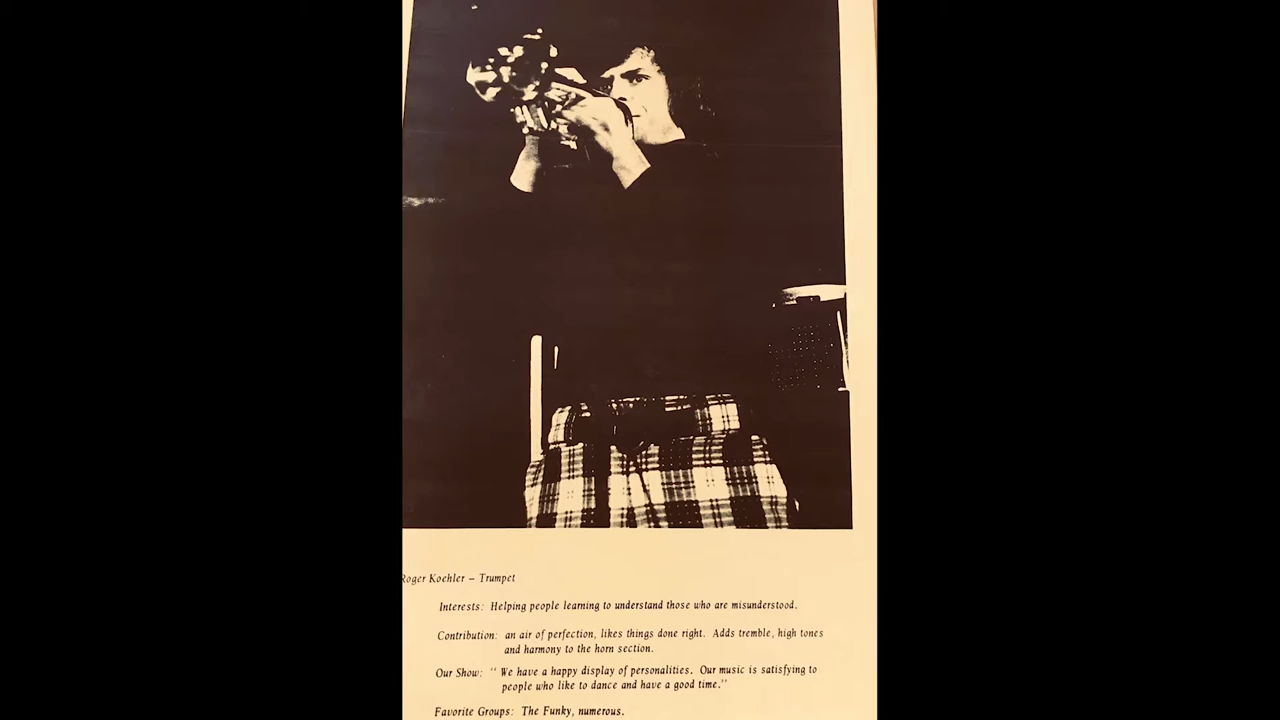 Roger Koehler – Trumpet
Interests: Helping people learning to understand those who are misunderstood.
Contribution: an air of perfection, likes things done right. Adds tremble, high tones
and harmony to the horn section.
Our Show: “ We have a happy display of personalities. Our music is satisfying to
people who like to dance and have a good time.”
Favorite Groups: The Funky, numerous.